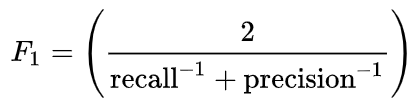 F₁ = ( 2 / (recall⁻¹ + precision⁻¹) )